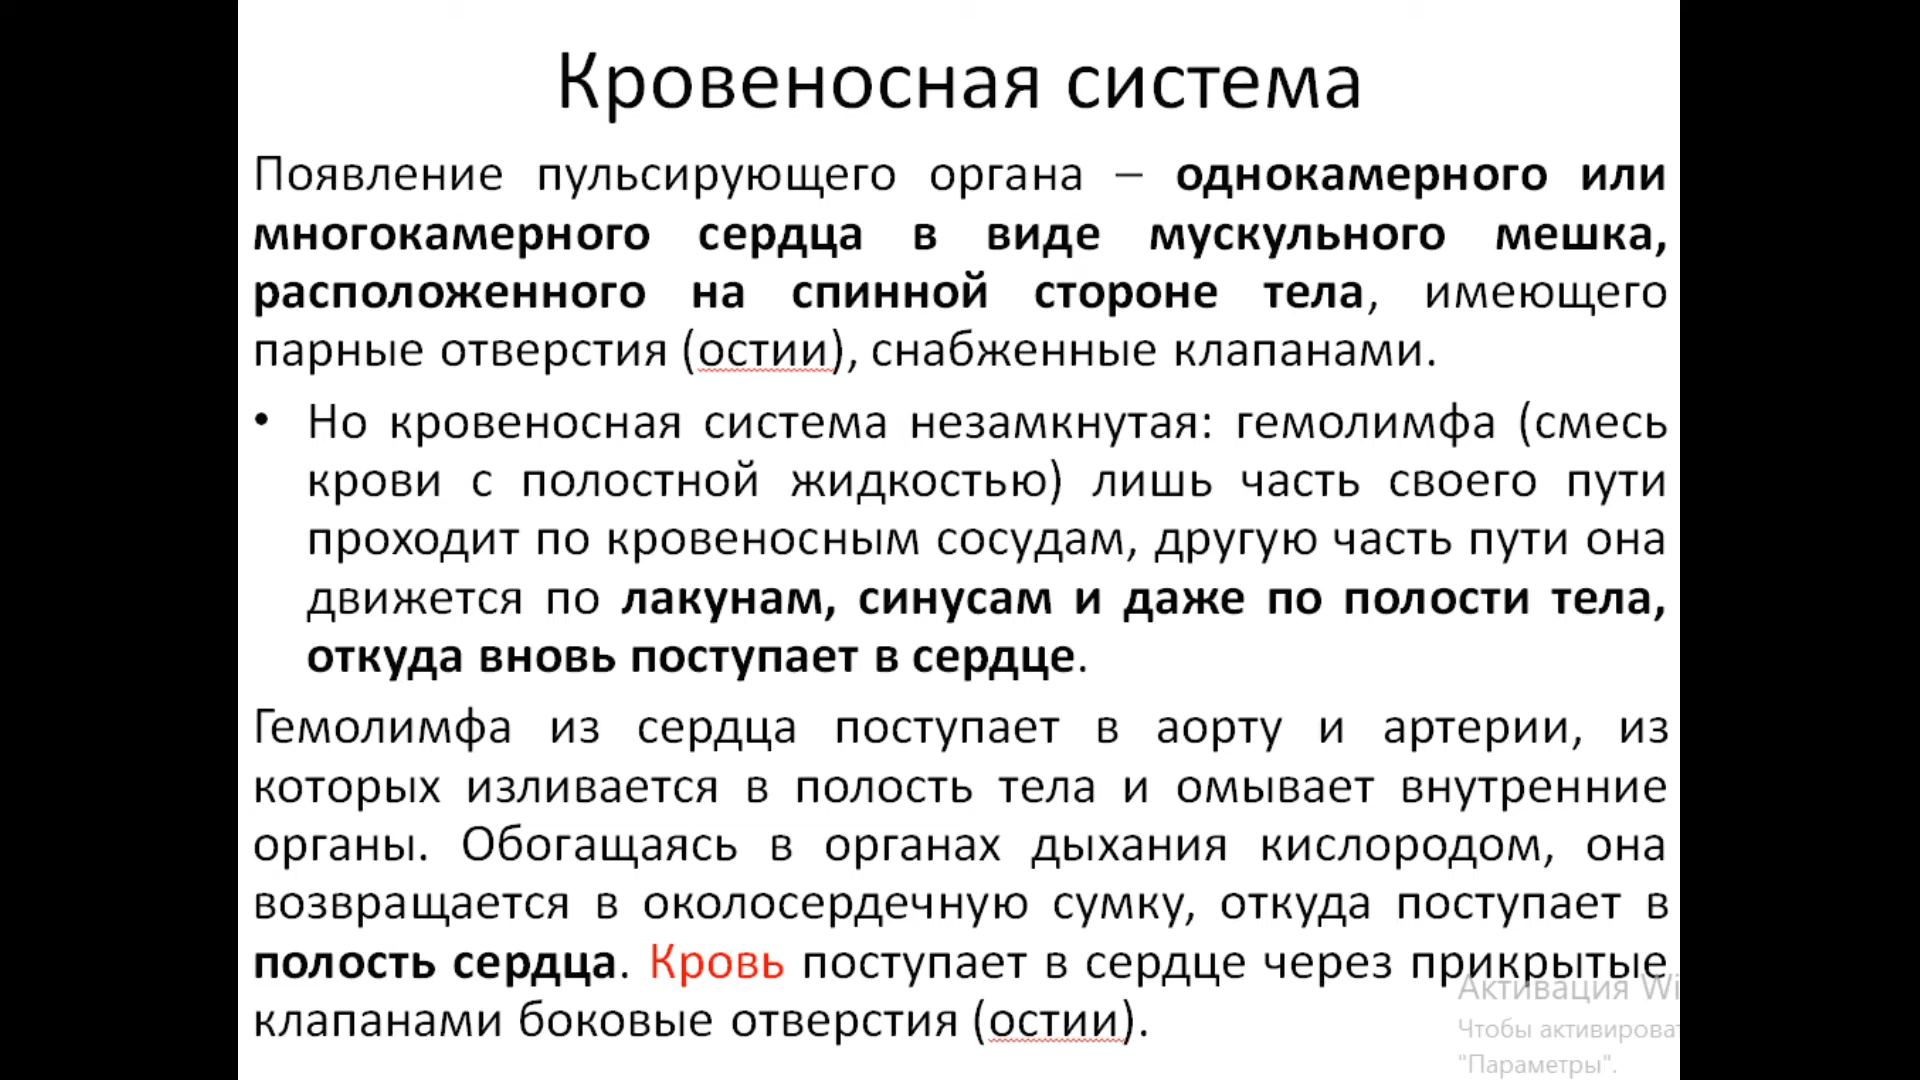 Кровеносная система
Появление пульсирующего органа – однокамерного или
многокамерного сердца в виде мускульного мешка,
расположенного на спинной стороне тела, имеющего
парные отверстия (остии), снабженные клапанами.
• Но кровеносная система незамкнутая: гемолимфа (смесь
крови с полостной жидкостью) лишь часть своего пути
проходит по кровеносным сосудам, другую часть пути она
движется по лакунам, синусам и даже по полости тела,
откуда вновь поступает в сердце.
Гемолимфа из сердца поступает в аорту и артерии, из
которых изливается в полость тела и омывает внутренние
органы. Обогащаясь в органах дыхания кислородом, она
возвращается в околосердечную сумку, откуда поступает в
полость сердца. Кровь поступает в сердце через прикрытые
клапанами боковые отверстия (остии).
Активация Wi
Чтобы активироват
"Параметры".